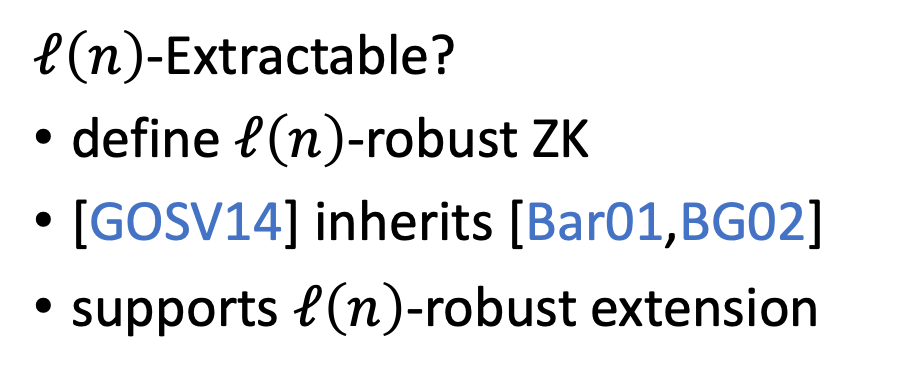 ℓ(n)-Extractable?
• define ℓ(n)-robust ZK
• [GOSV14] inherits [Bar01,BG02]
• supports ℓ(n)-robust extension